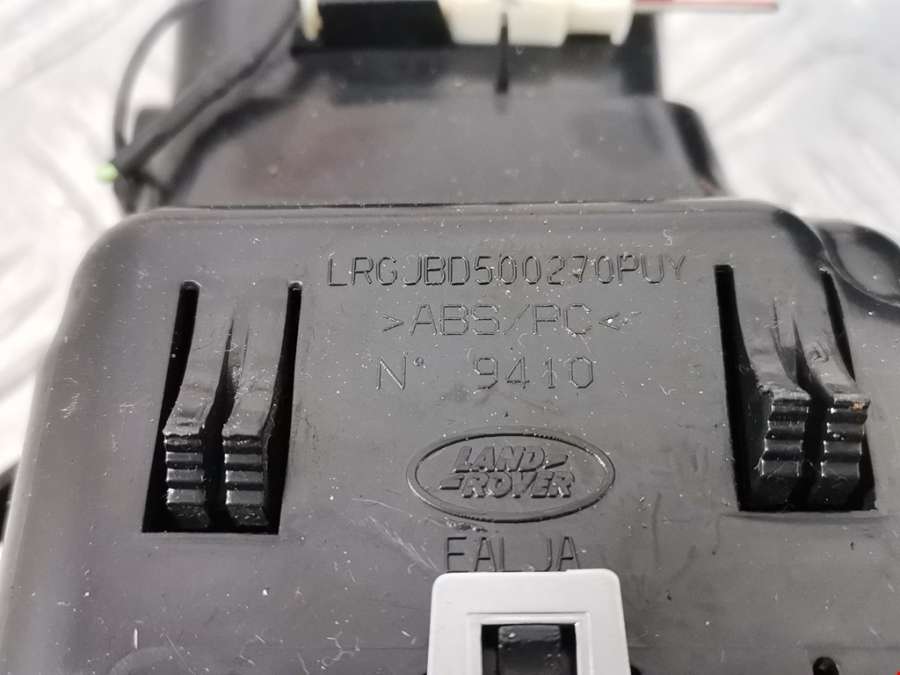 LRGJBD500270PUY
>ABS/PC<
N° 9410
LAND-
-ROVER
EALJA